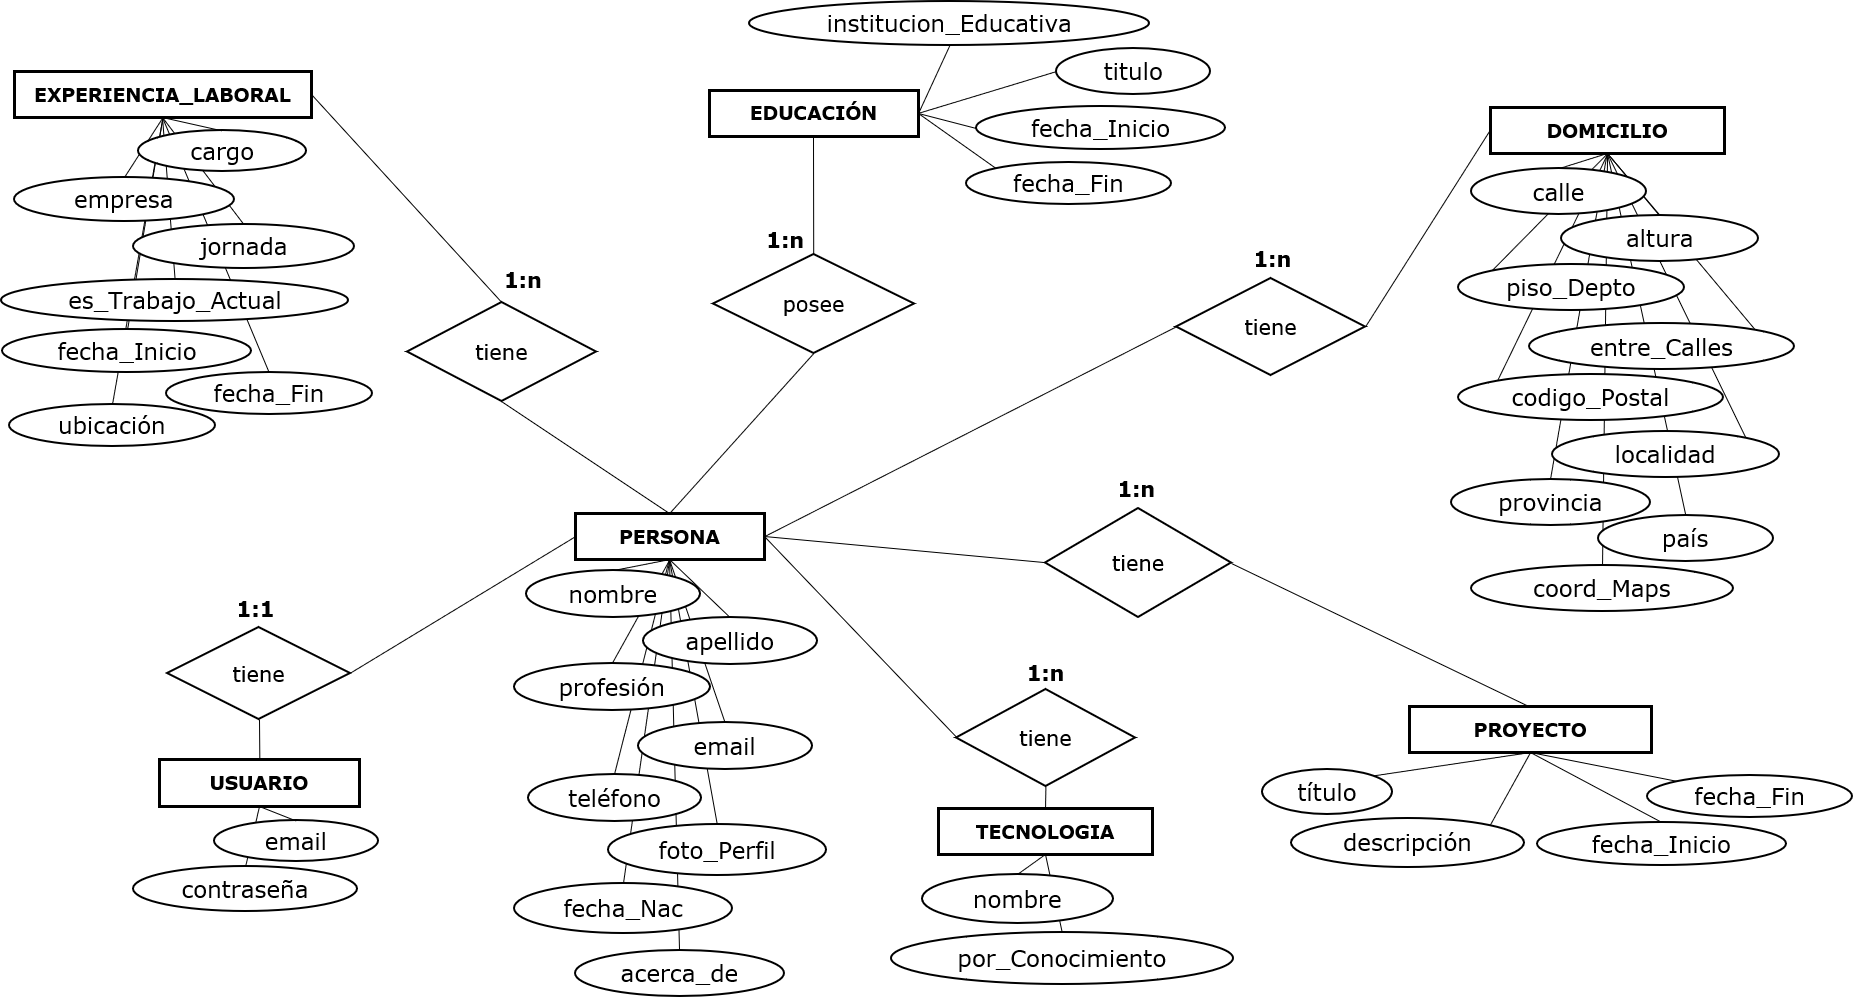 institucion_Educativa
titulo
EXPERIENCIA_LABORAL
EDUCACIÓN
fecha_Inicio
DOMICILIO
cargo
fecha_Fin
empresa
calle
jornada
1:n
altura
1:n
1:n
es_Trabajo_Actual
posee
piso_Depto
tiene
fecha_Inicio
tiene
entre_Calles
fecha_Fin
codigo_Postal
ubicación
localidad
1:n
provincia
PERSONA
país
tiene
coord_Maps
nombre
1:1
apellido
tiene
1:n
profesión
PROYECTO
tiene
email
USUARIO
teléfono
título
fecha_Fin
TECNOLOGIA
email
foto_Perfil
descripción
fecha_Inicio
contraseña
nombre
fecha_Nac
por_Conocimiento
acerca_de